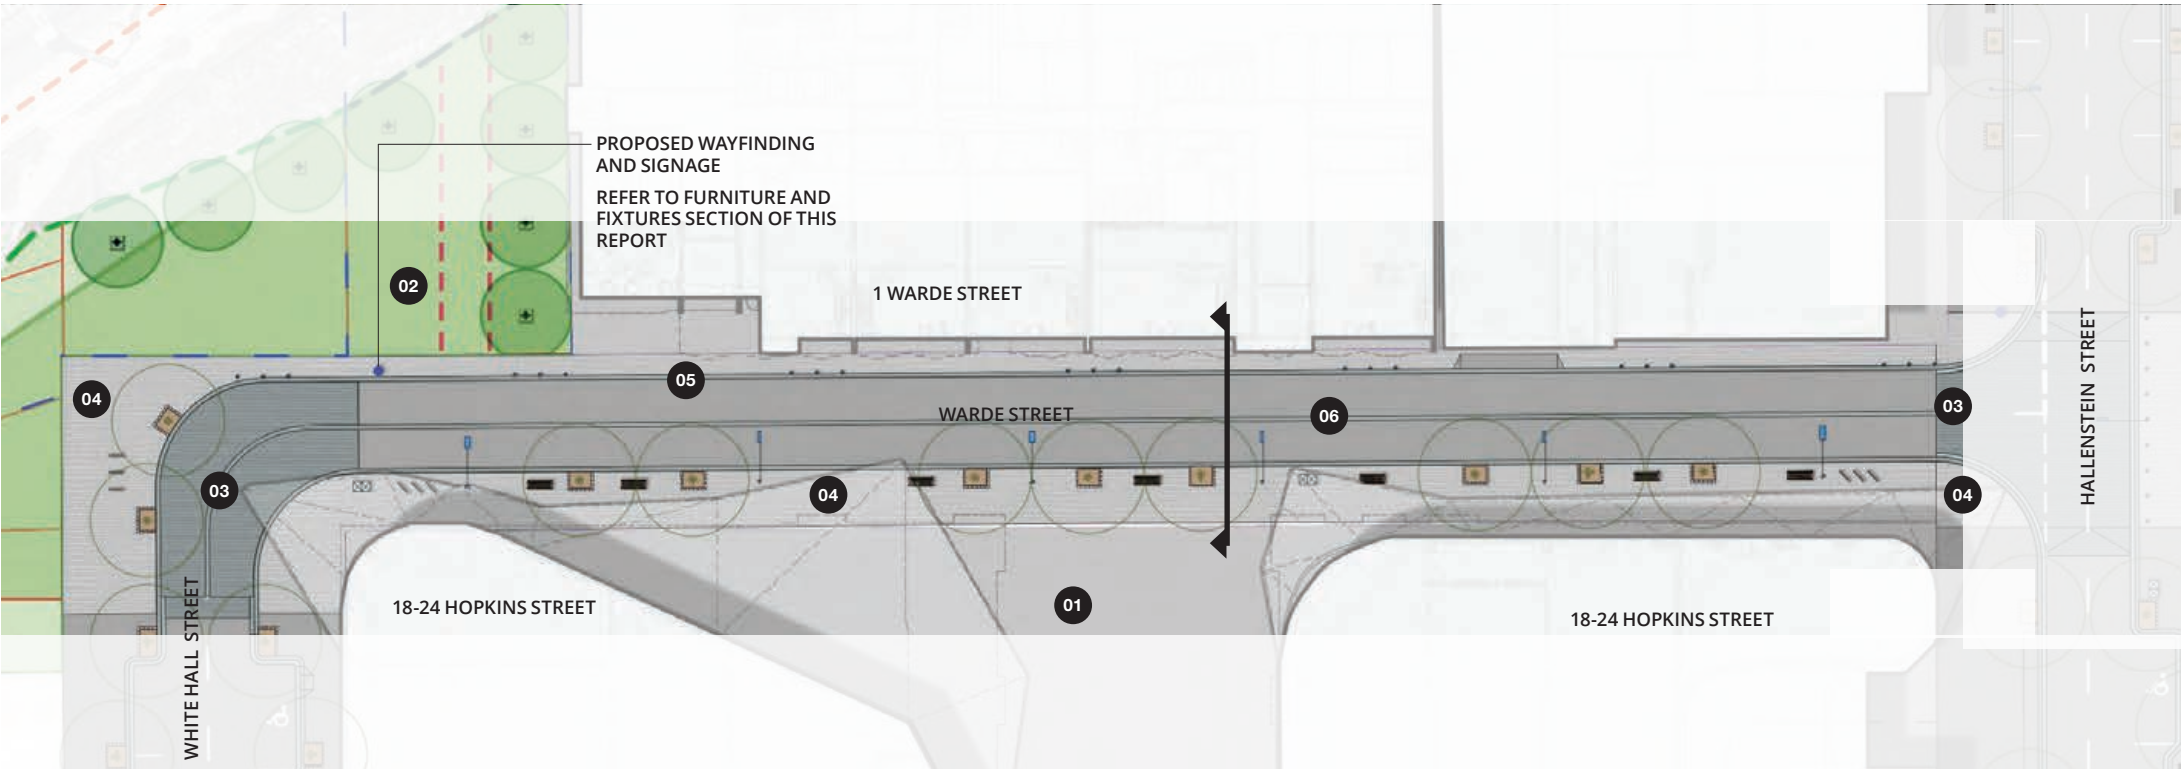 PROPOSED WAYFINDING
AND SIGNAGE
REFER TO FURNITURE AND
FIXTURES SECTION OF THIS
REPORT
02
1 WARDE STREET
05
04
WARDE STREET
06
03
HALLENSTEIN STREET
03
04
04
WHITE HALL STREET
18-24 HOPKINS STREET
01
18-24 HOPKINS STREET